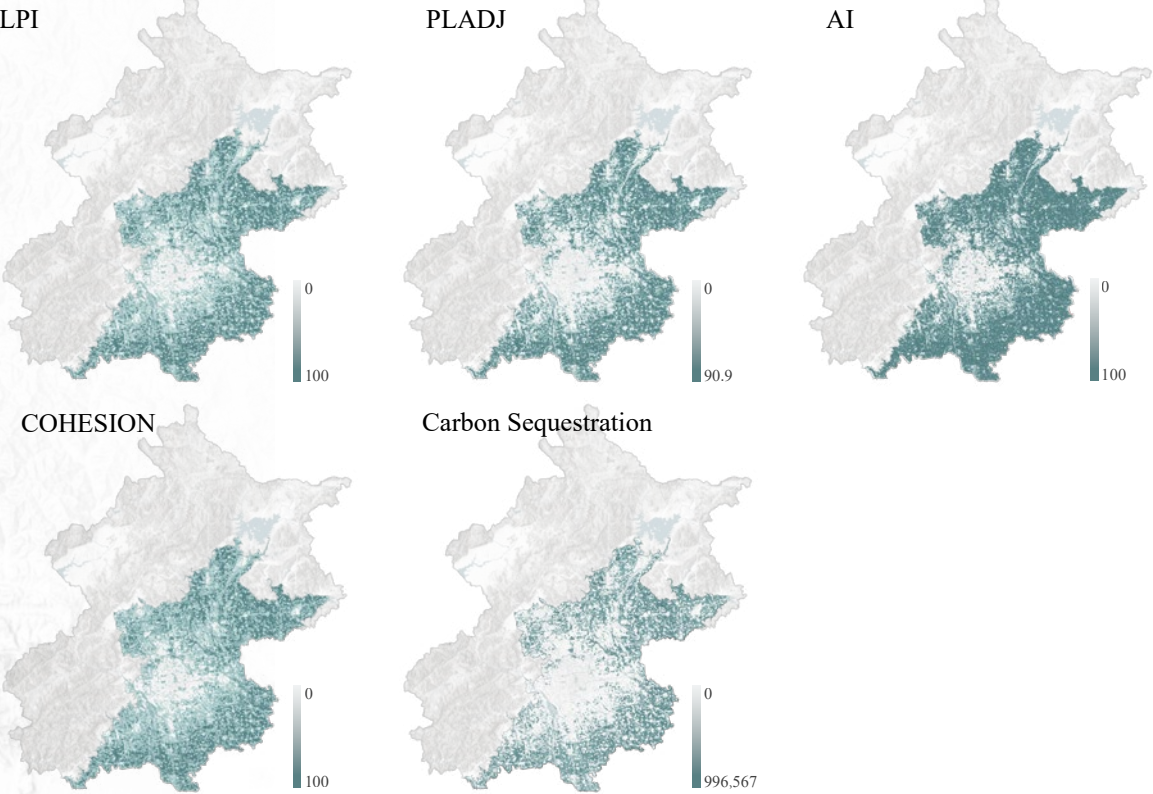 LPI
PLADJ
AI
0
100
0
90.9
0
100
COHESION
Carbon Sequestration
0
100
0
996,567